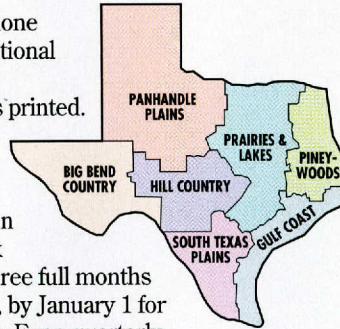 one
tional
s printed.
n
ree full months
, by January 1 for
PANHANDLE
PLAINS
PRAIRIES &
LAKES
PINEY-
WOODS
BIG BEND
COUNTRY
HILL COUNTRY
GULF COAST
SOUTH TEXAS
PLAINS